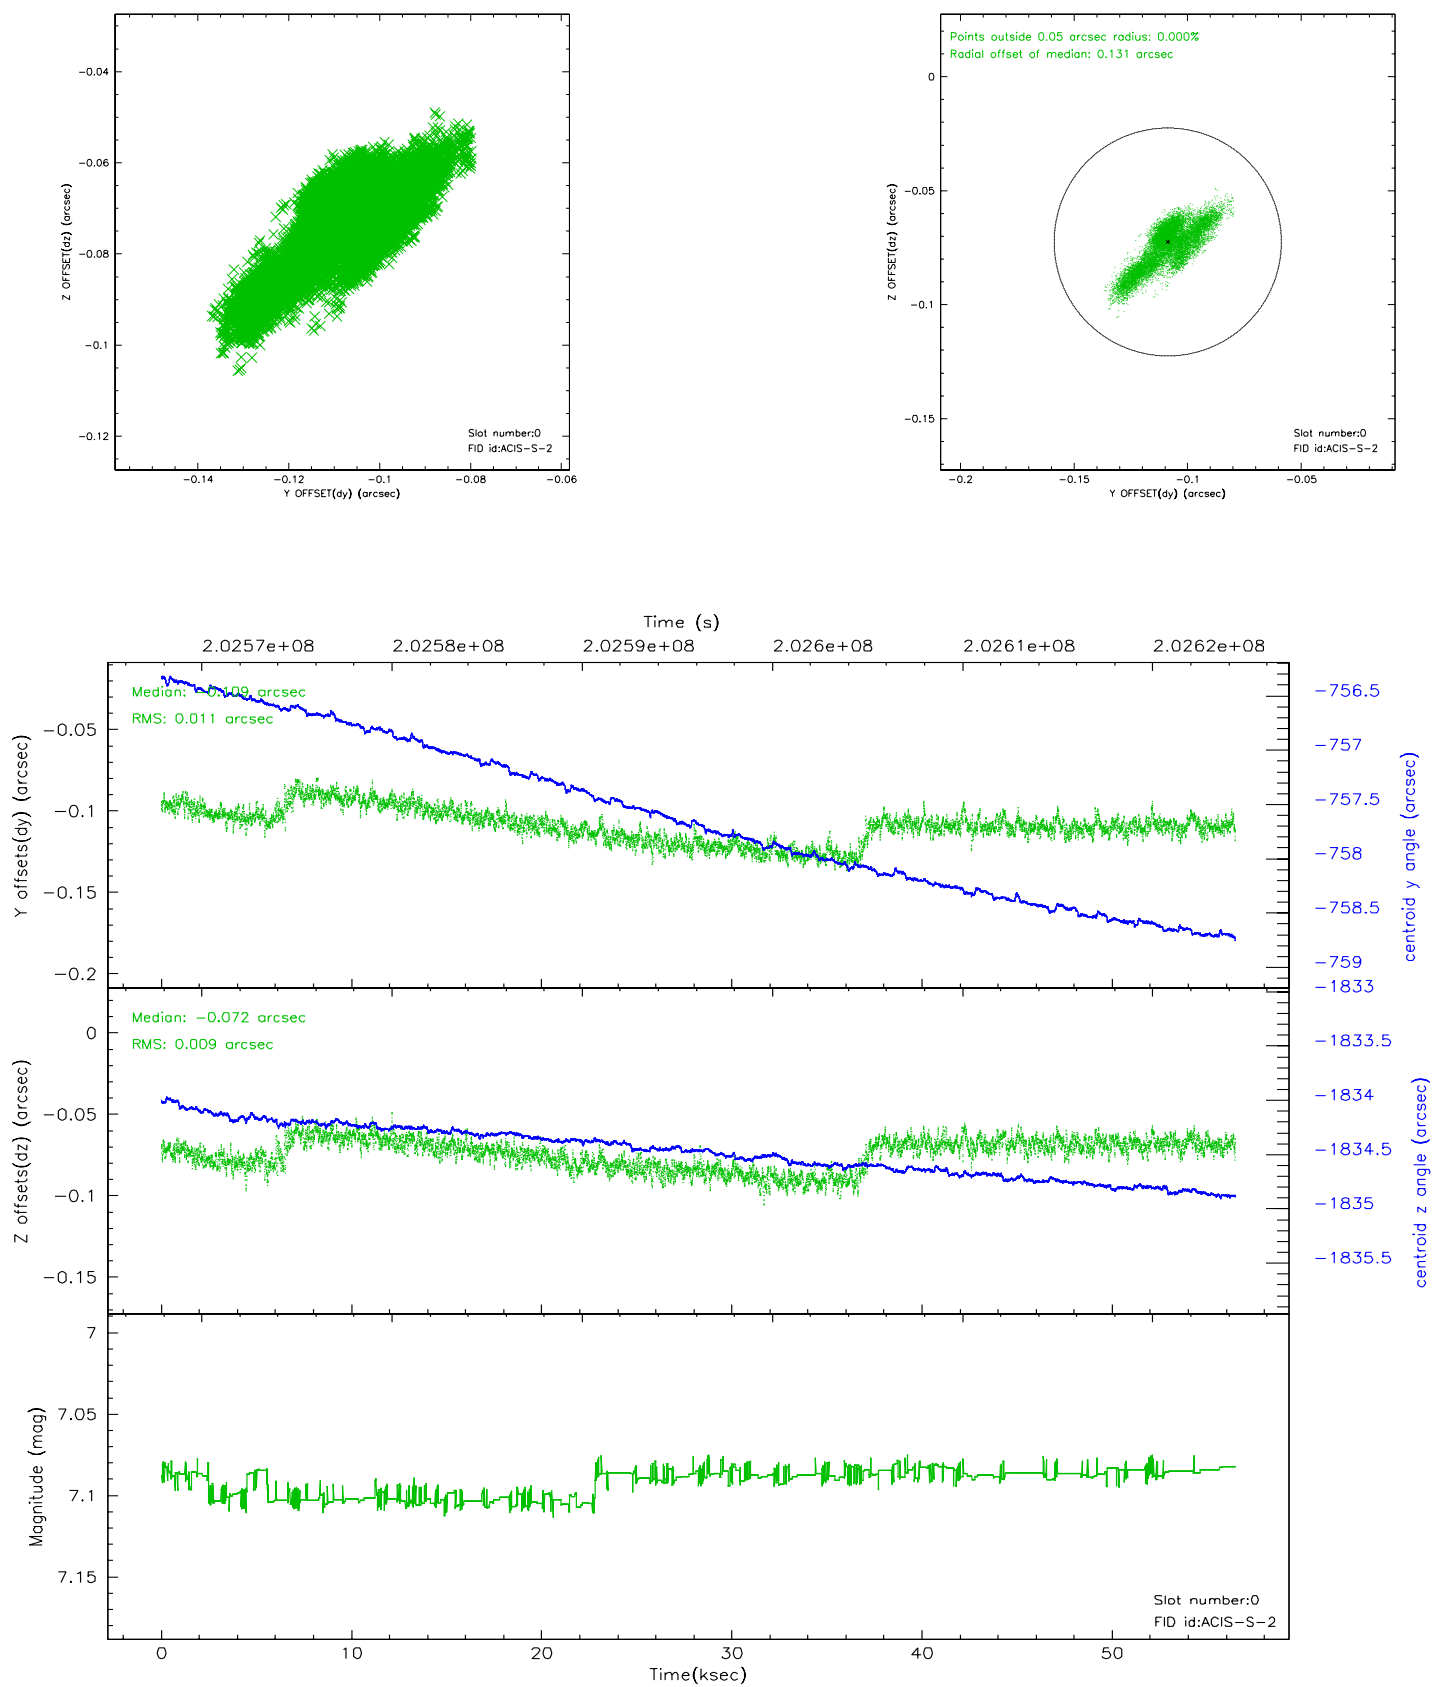 -0.04
-0.06
-0.08
-0.1
-0.12
Z OFFSET(dz) (arcsec)
Slot number:0
FID id:ACIS-S-2
-0.14 -0.12 -0.1 -0.08 -0.06
Y OFFSET(dy) (arcsec)
Points outside 0.05 arcsec radius: 0.000%
Radial offset of median: 0.131 arcsec
0
-0.05
-0.1
-0.15
Z OFFSET(dz) (arcsec)
Slot number:0
FID id:ACIS-S-2
-0.2 -0.15 -0.1 -0.05
Y OFFSET(dy) (arcsec)
Time (s)
2.0257e+08 2.0258e+08 2.0259e+08 2.026e+08 2.0261e+08 2.0262e+08
Median: -0.109 arcsec
RMS: 0.011 arcsec
-0.05
-0.1
-0.15
-0.2
Y offsets(dy) (arcsec)
-756.5
-757
-757.5
-758
-758.5
-759
centroid y angle (arcsec)
Median: -0.072 arcsec
RMS: 0.009 arcsec
0
-0.05
-0.1
-0.15
Z offsets(dz) (arcsec)
-1833
-1833.5
-1834
-1834.5
-1835
-1835.5
centroid z angle (arcsec)
7
7.05
7.1
7.15
Magnitude (mag)
Slot number:0
FID id:ACIS-S-2
0 10 20 30 40 50
Time(ksec)